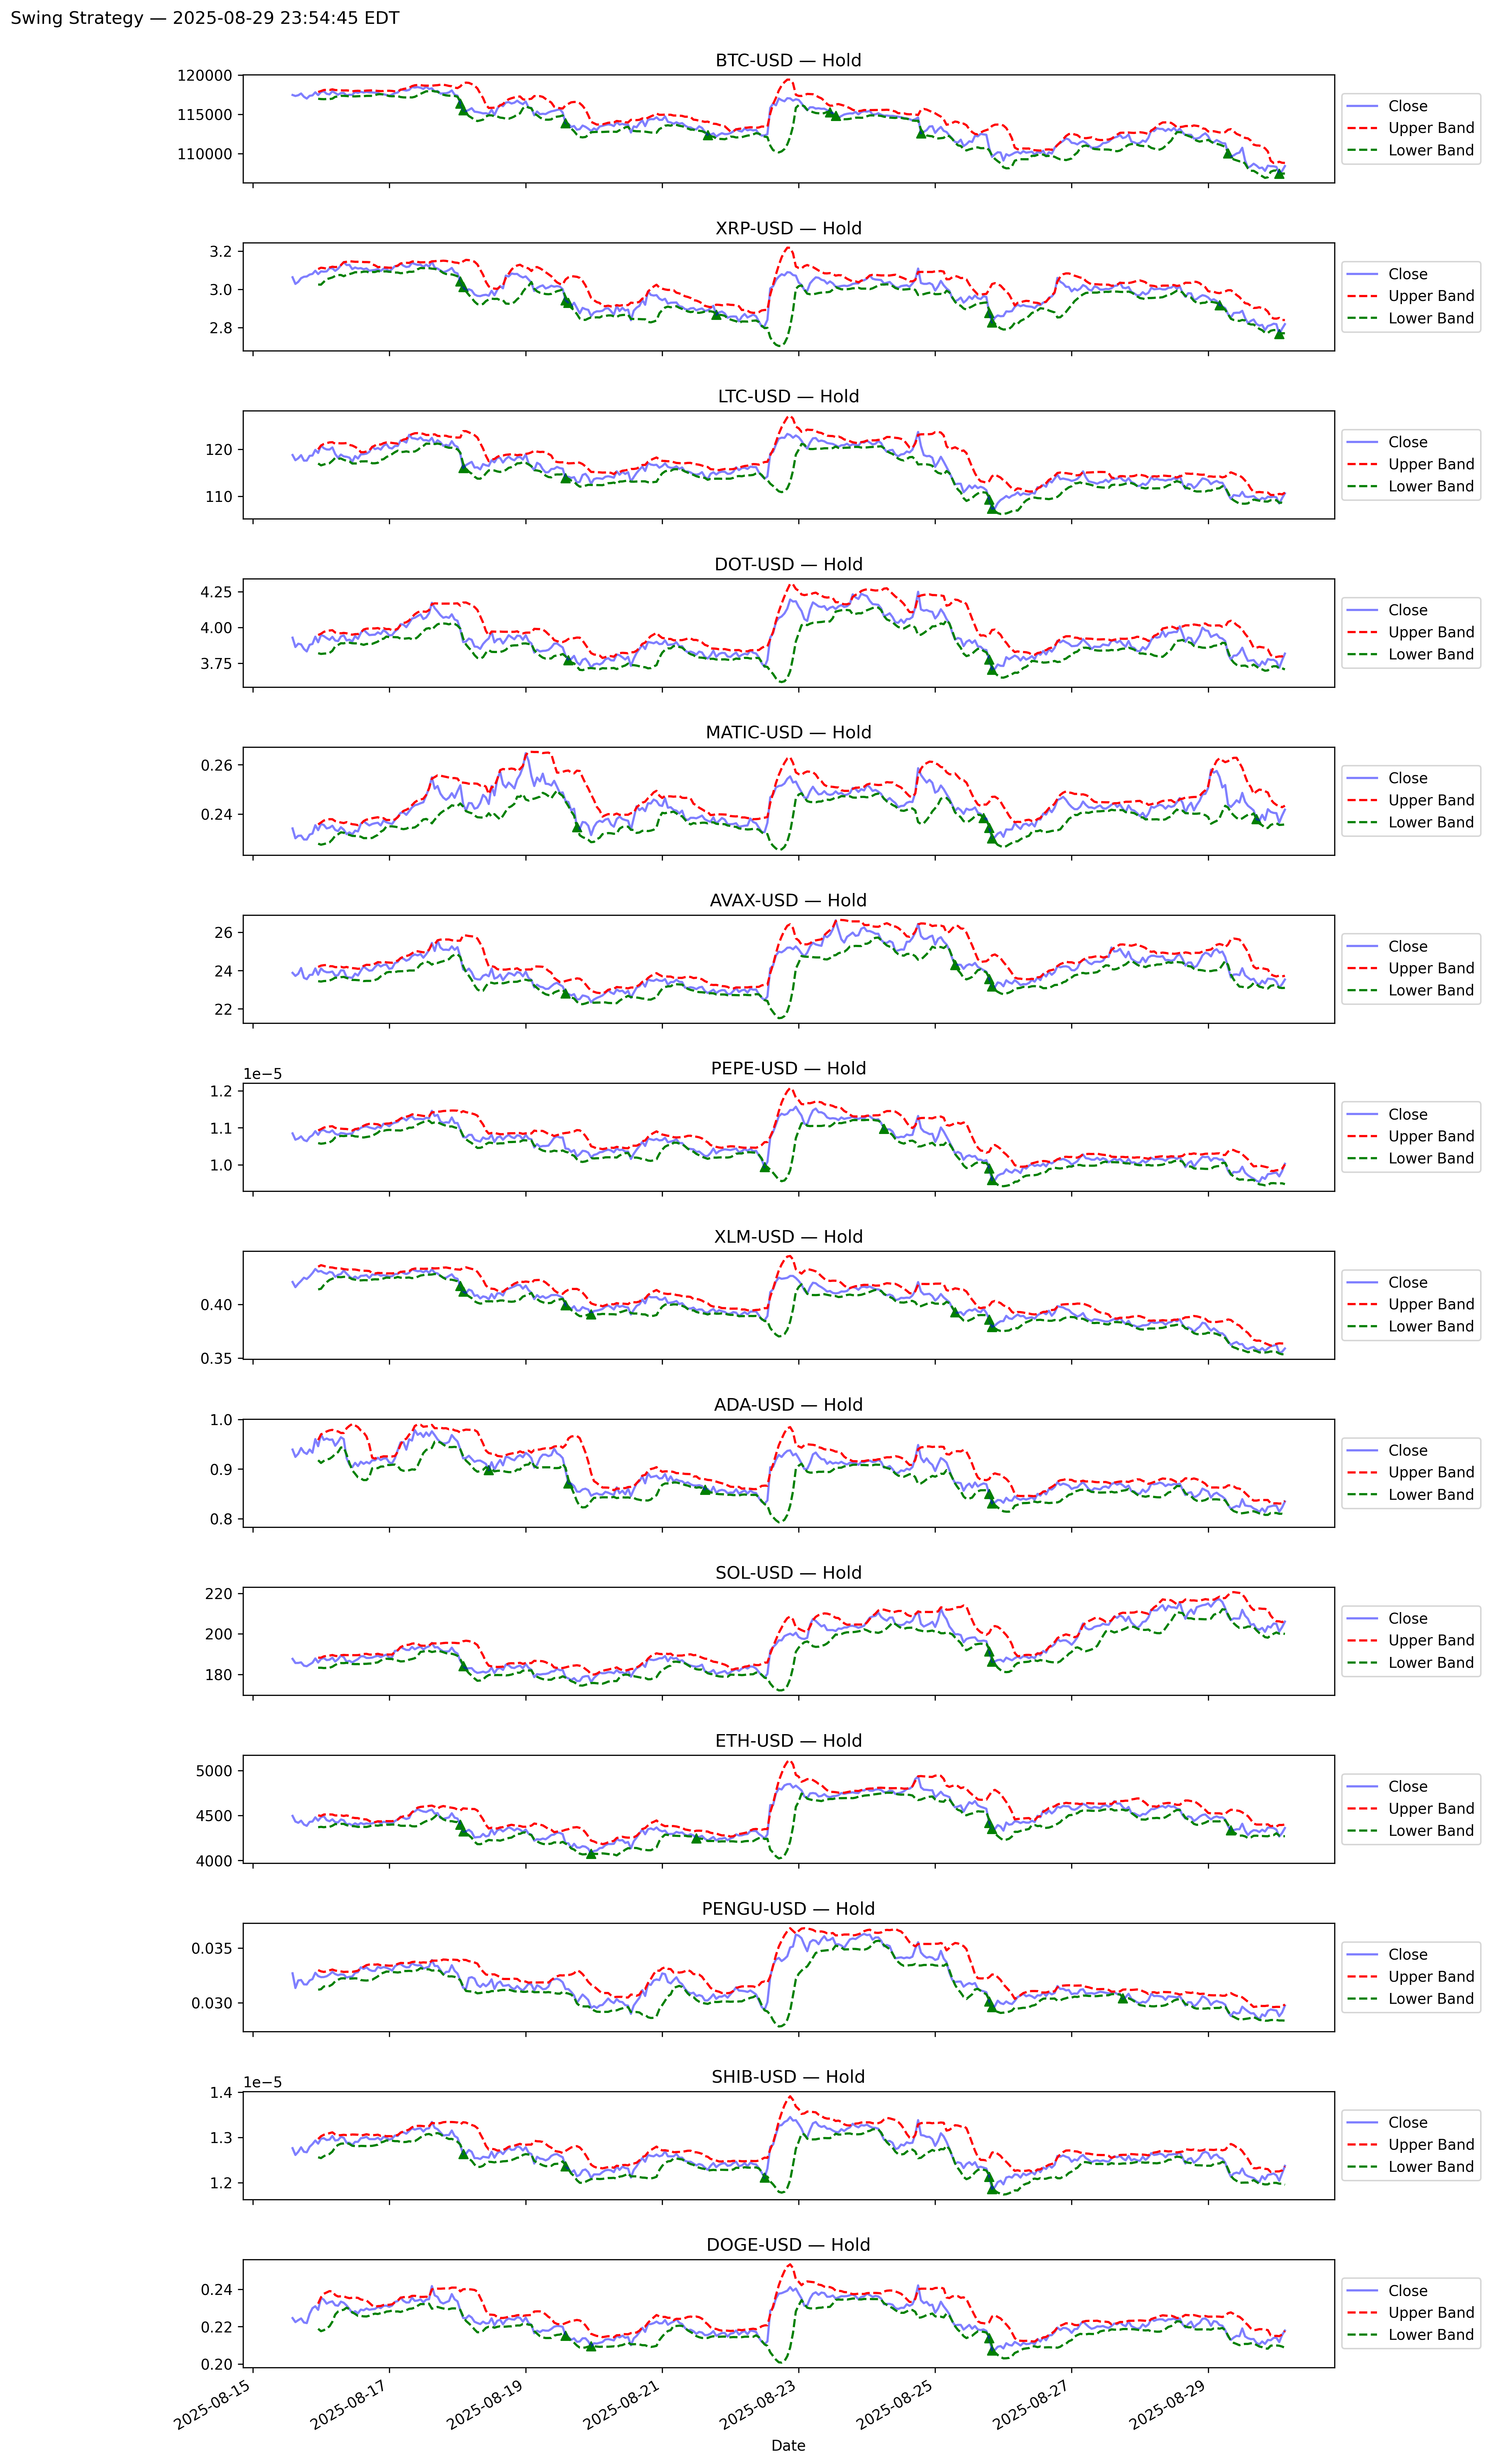 Swing Strategy — 2025-08-29 23:54:45 EDT
BTC-USD — Hold
120000
115000
110000
Close
Upper Band
Lower Band
XRP-USD — Hold
3.2
3.0
2.8
Close
Upper Band
Lower Band
LTC-USD — Hold
120
110
Close
Upper Band
Lower Band
DOT-USD — Hold
4.25
4.00
3.75
Close
Upper Band
Lower Band
MATIC-USD — Hold
0.26
0.24
Close
Upper Band
Lower Band
AVAX-USD — Hold
26
24
22
Close
Upper Band
Lower Band
PEPE-USD — Hold
1e−5
1.2
1.1
1.0
Close
Upper Band
Lower Band
XLM-USD — Hold
0.40
0.35
Close
Upper Band
Lower Band
ADA-USD — Hold
1.0
0.9
0.8
Close
Upper Band
Lower Band
SOL-USD — Hold
220
200
180
Close
Upper Band
Lower Band
ETH-USD — Hold
5000
4500
4000
Close
Upper Band
Lower Band
PENGU-USD — Hold
0.035
0.030
Close
Upper Band
Lower Band
SHIB-USD — Hold
1e−5
1.4
1.3
1.2
Close
Upper Band
Lower Band
DOGE-USD — Hold
0.24
0.22
0.20
Close
Upper Band
Lower Band
2025-08-15
2025-08-17
2025-08-19
2025-08-21
2025-08-23
2025-08-25
2025-08-27
2025-08-29
Date